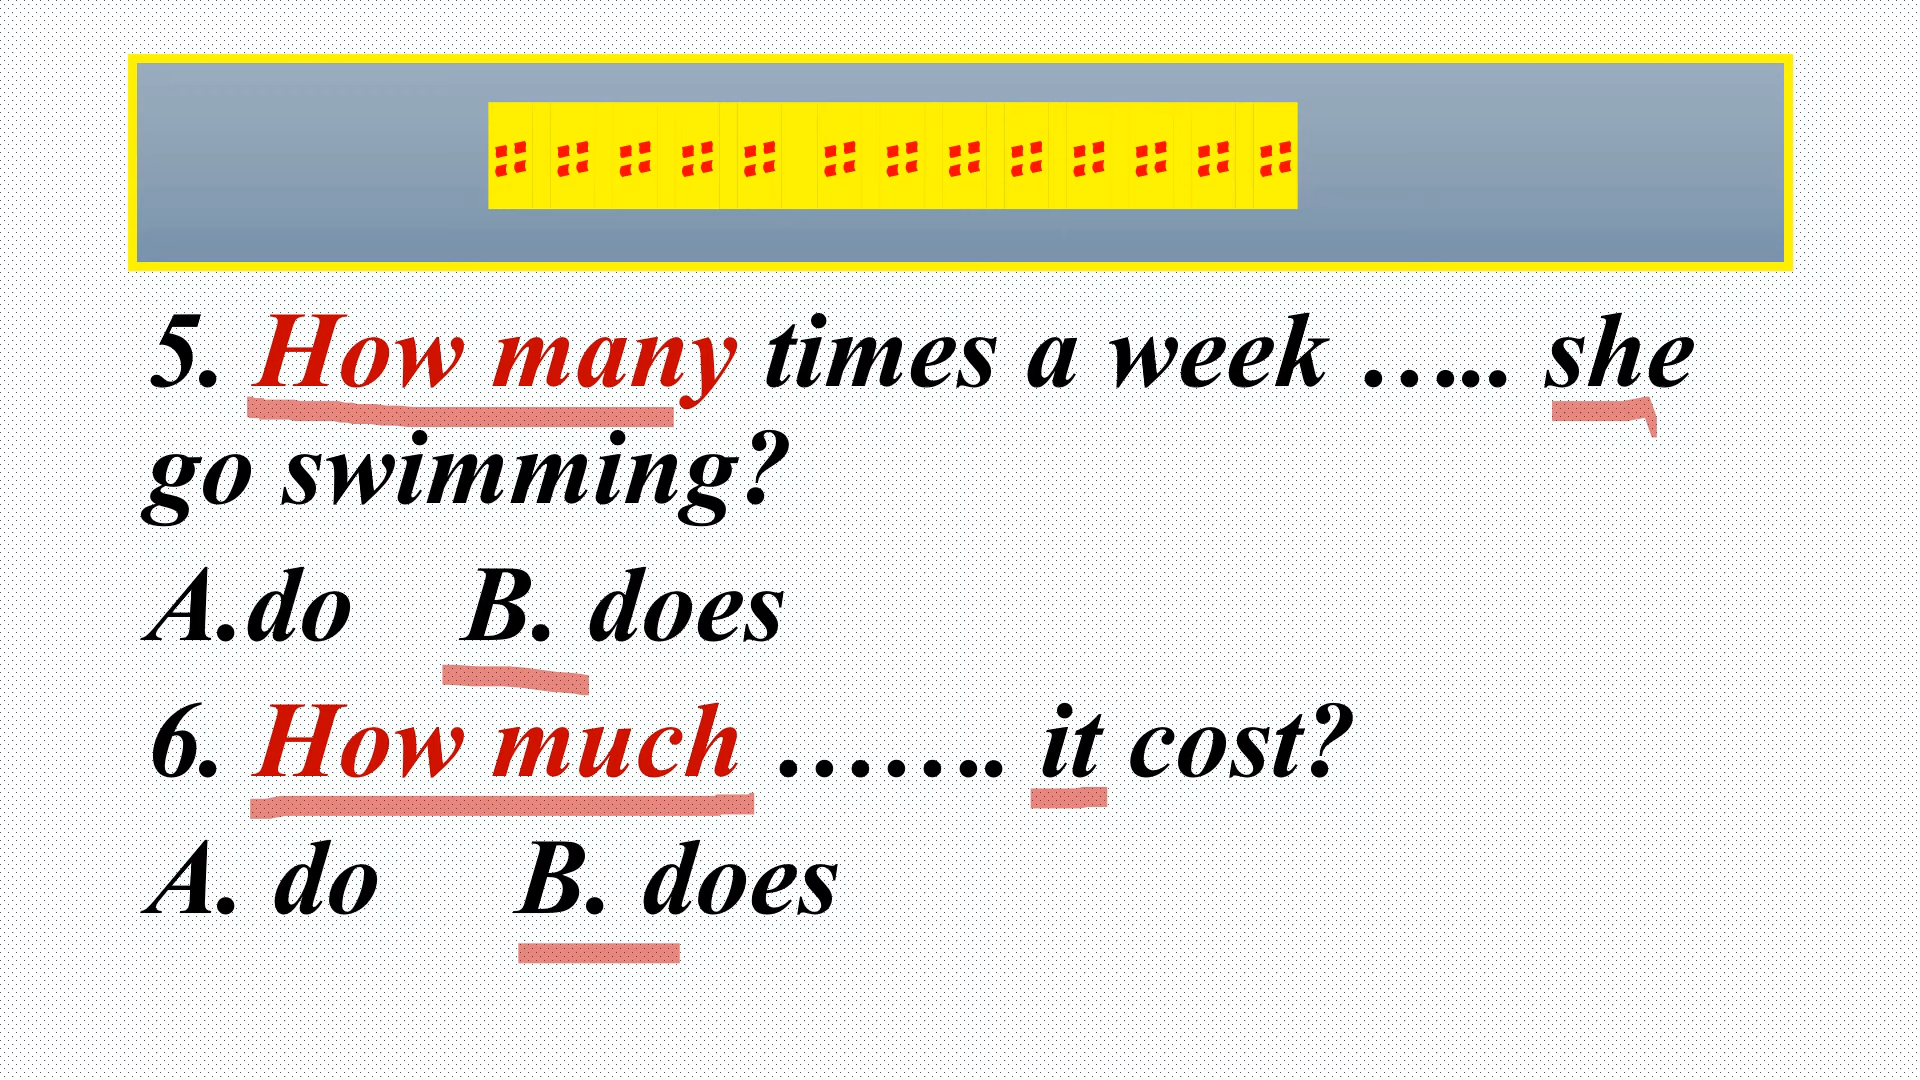 5. How many times a week ….. she
go swimming?
A.do B. does
6. How much ……. it cost?
A. do B. does